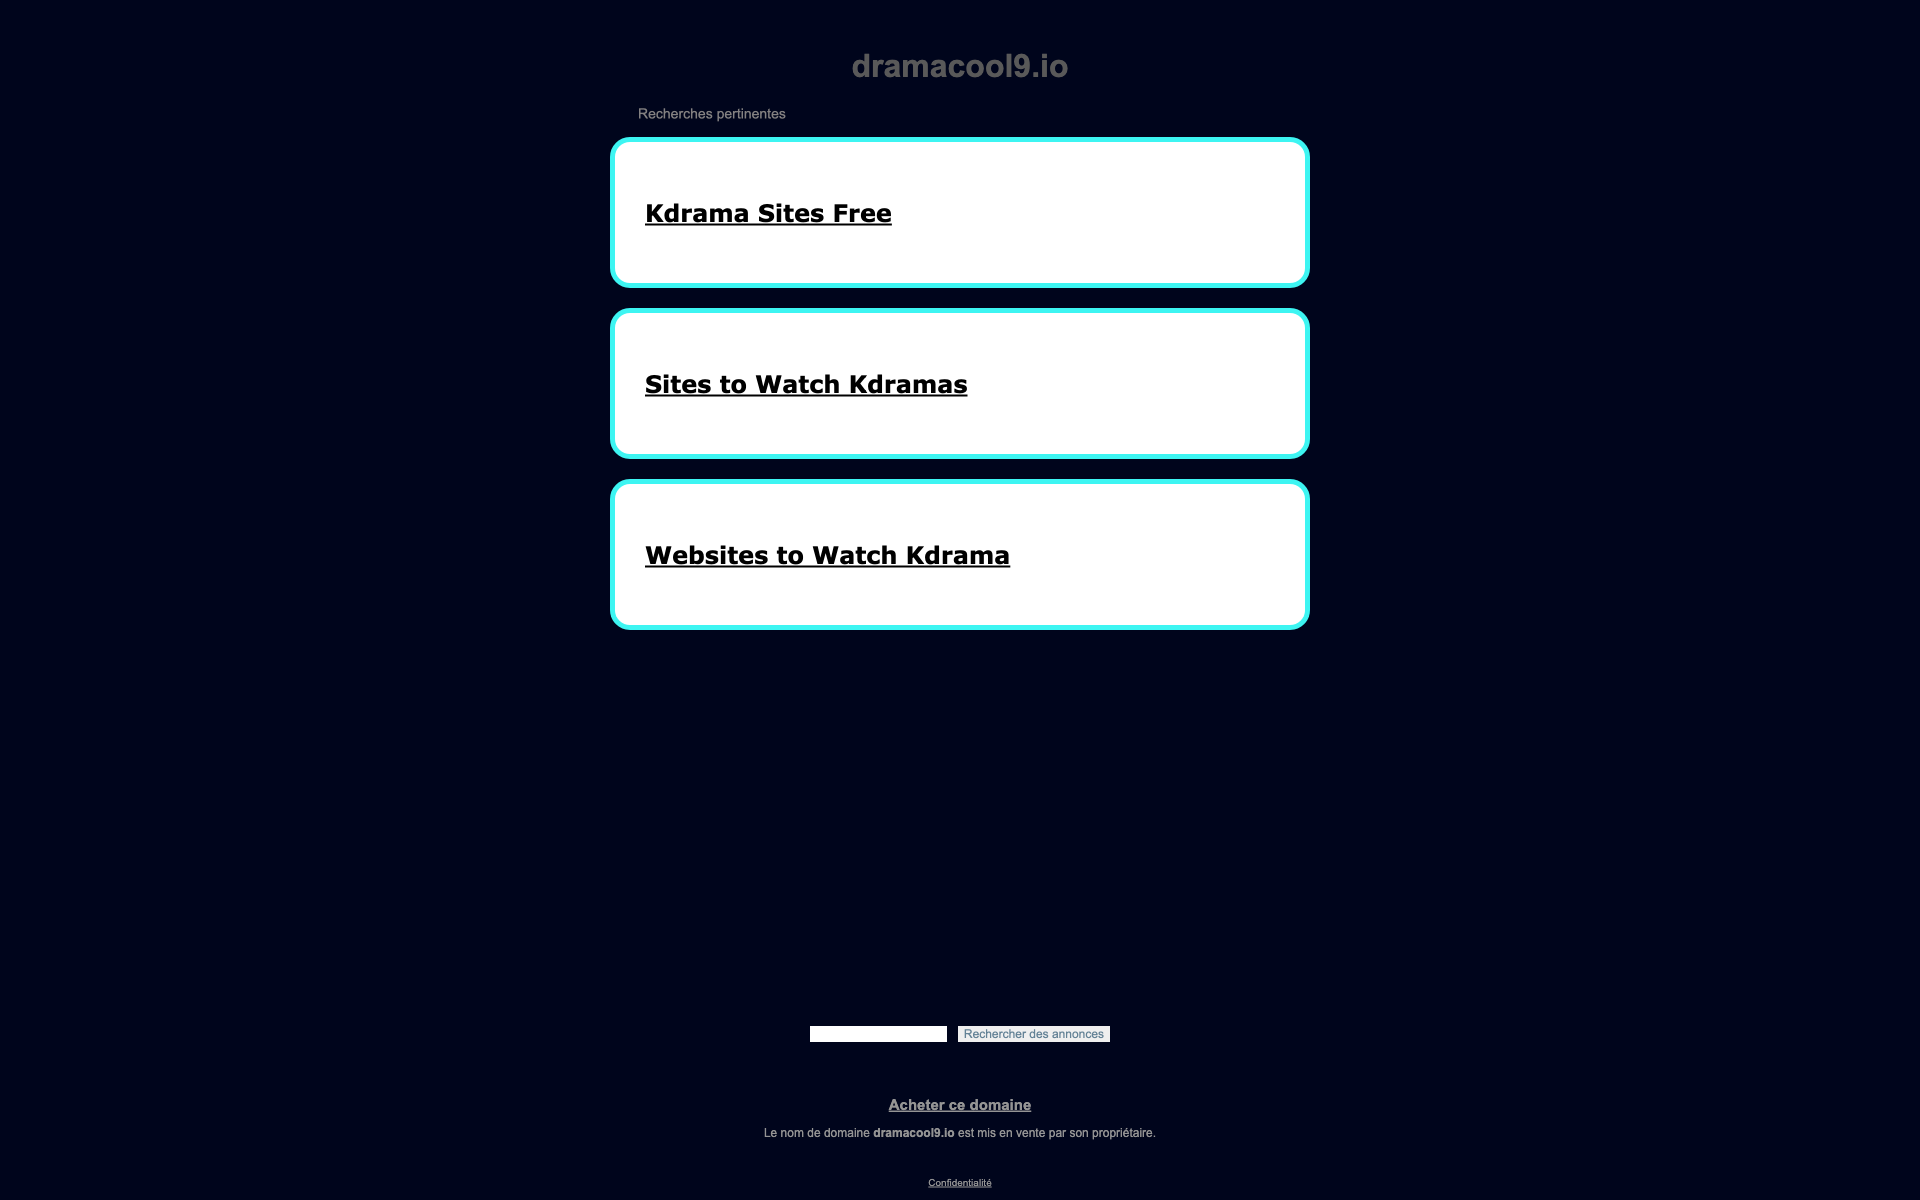 dramacool9.io
Recherches pertinentes
Kdrama Sites Free
Sites to Watch Kdramas
Websites to Watch Kdrama
Rechercher des annonces
Acheter ce domaine
Le nom de domaine dramacool9.io est mis en vente par son propriétaire.
Confidentialité